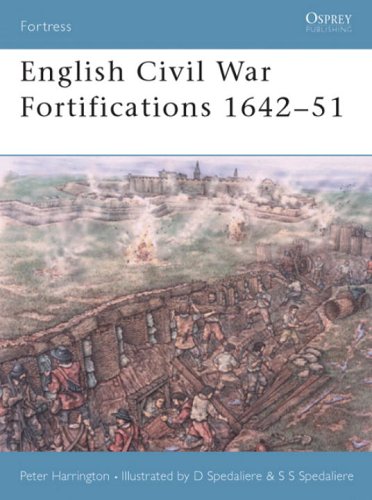 Fortress
OSPREY
PUBLISHING
English Civil War
Fortifications 1642–51
Peter Harrington • Illustrated by D Spedaliere & S S Spedaliere